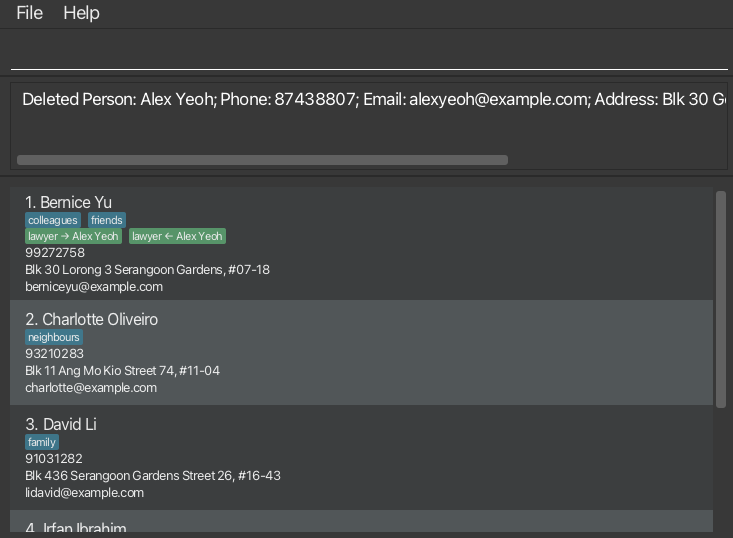 File Help
Deleted Person: Alex Yeoh; Phone: 87438807; Email: alexyeoh@example.com; Address: Blk 30 G
1. Bernice Yu
colleagues friends
lawyer → Alex Yeoh lawyer ← Alex Yeoh
99272758
Blk 30 Lorong 3 Serangoon Gardens, #07-18
berniceyu@example.com
2. Charlotte Oliveiro
neighbours
93210283
Blk 11 Ang Mo Kio Street 74, #11-04
charlotte@example.com
3. David Li
family
91031282
Blk 436 Serangoon Gardens Street 26, #16-43
lidavid@example.com
4. Irfan Ibrahim